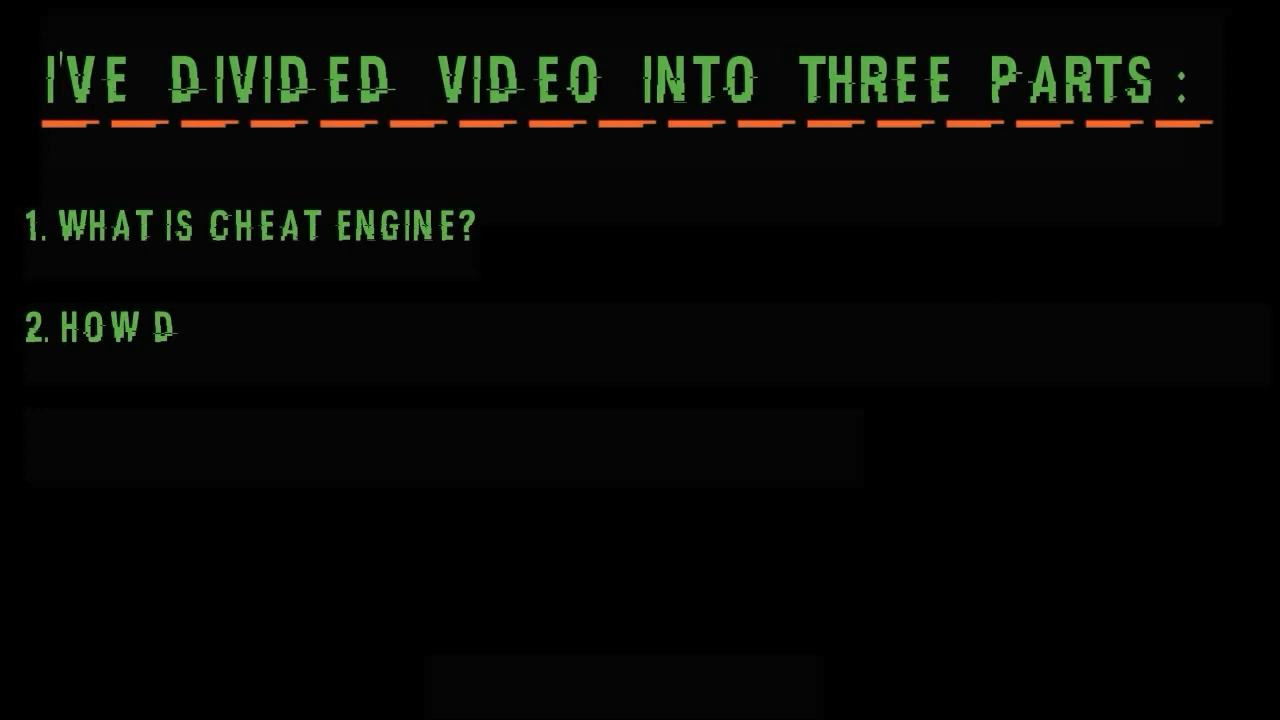 I'VE DIVIDED VIDEO INTO THREE PARTS :
1. WHAT IS CHEAT ENGINE?
2. HOW D